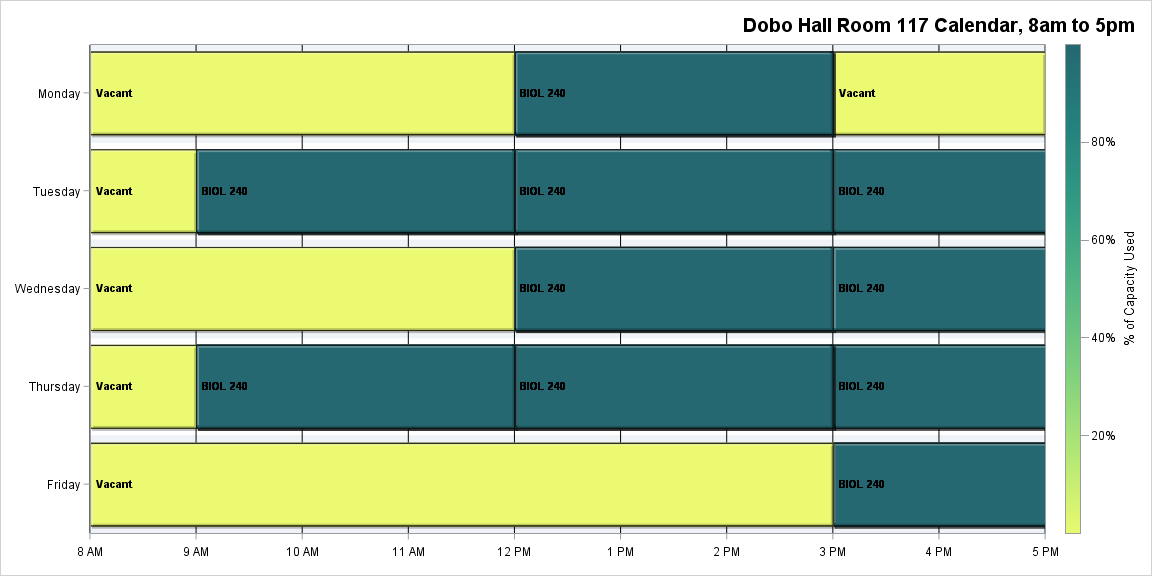 Dobo Hall Room 117 Calendar, 8am to 5pm
Monday
Vacant
BIOL 240
Vacant
Tuesday
Vacant
BIOL 240
BIOL 240
BIOL 240
Wednesday
Vacant
BIOL 240
BIOL 240
Thursday
Vacant
BIOL 240
BIOL 240
BIOL 240
Friday
Vacant
BIOL 240
8 AM
9 AM
10 AM
11 AM
12 PM
1 PM
2 PM
3 PM
4 PM
5 PM
80%
60%
40%
20%
% of Capacity Used